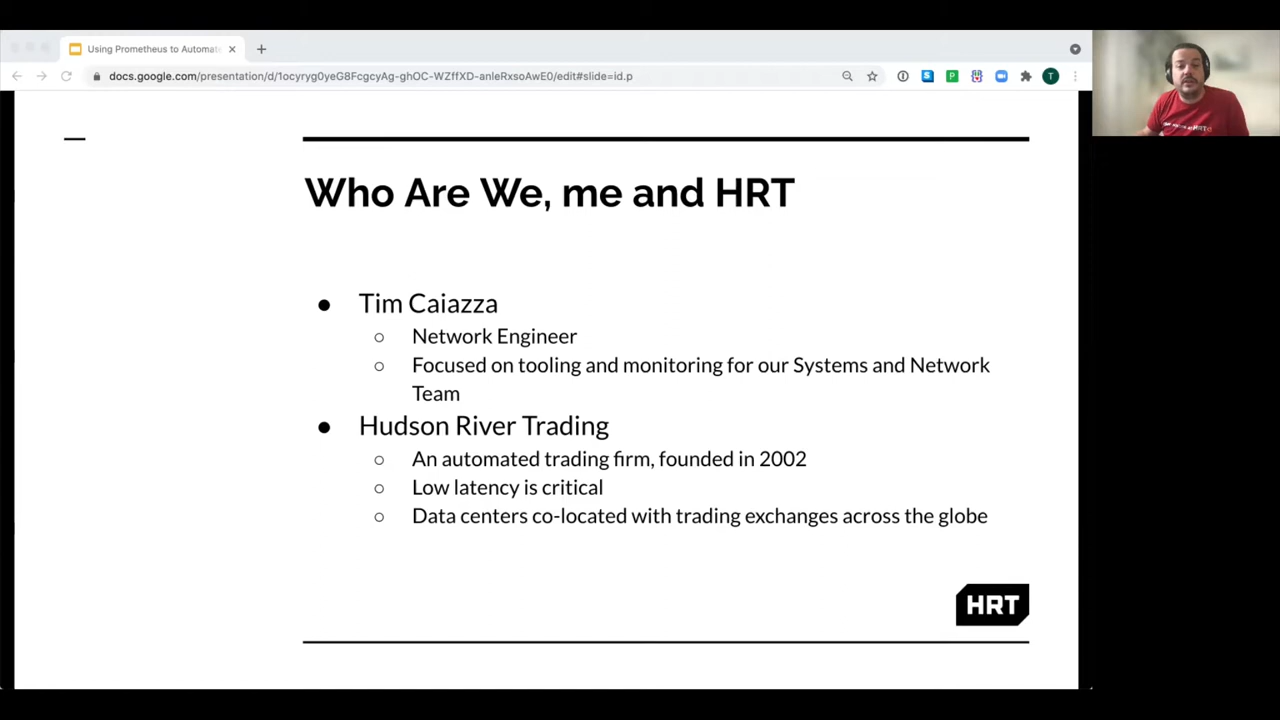 Using Prometheus to Automat
docs.google.com/presentation/d/1ocyryg0yeG8FcgcyAg-ghOC-WZffXD-anleRxsoAwE0/edit#slide=id.p
T
Who Are We, me and HRT
● Tim Caiazza
○ Network Engineer
○ Focused on tooling and monitoring for our Systems and Network
Team
● Hudson River Trading
○ An automated trading firm, founded in 2002
○ Low latency is critical
○ Data centers co-located with trading exchanges across the globe
HRT